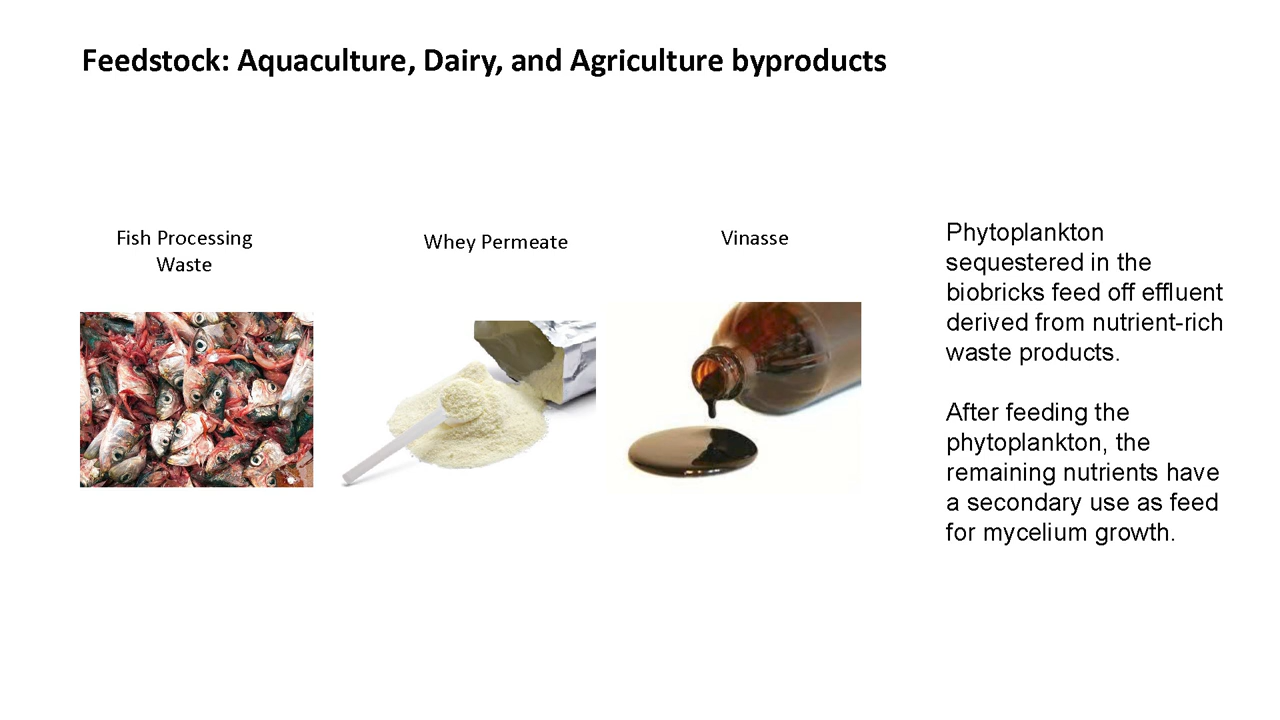 Feedstock: Aquaculture, Dairy, and Agriculture byproducts
Fish Processing
Waste
Whey Permeate
Vinasse
Phytoplankton
sequestered in the
biobricks feed off effluent
derived from nutrient-rich
waste products.
After feeding the
phytoplankton, the
remaining nutrients have
a secondary use as feed
for mycelium growth.